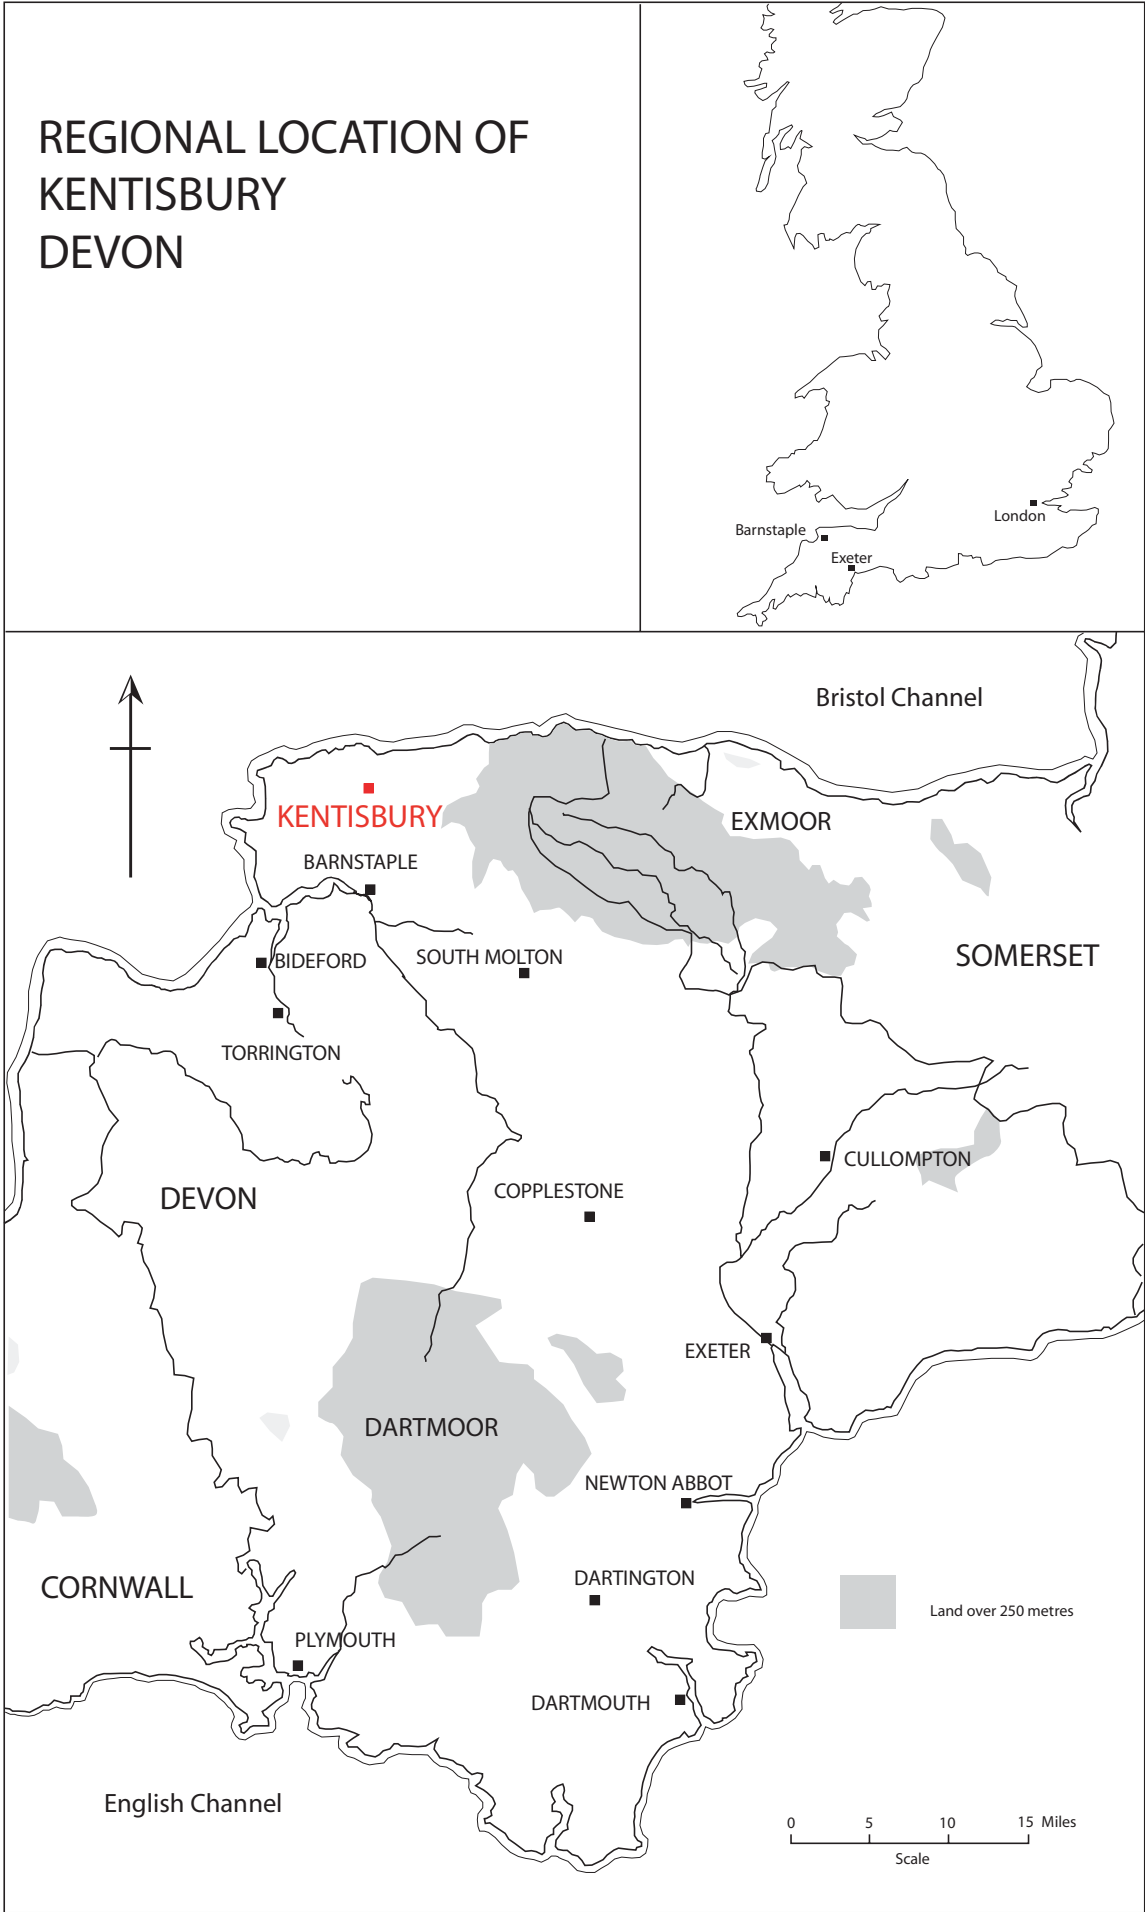 REGIONAL LOCATION OF
KENTISBURY
DEVON
London
Barnstaple
Exeter
Bristol Channel
KENTISBURY
EXMOOR
BARNSTAPLE
SOUTH MOLTON
SOMERSET
BIDEFORD
TORRINGTON
CULLOMPTON
COPPLESTONE
DEVON
EXETER
DARTMOOR
NEWTON ABBOT
DARTINGTON
CORNWALL
Land over 250 metres
PLYMOUTH
DARTMOUTH
English Channel
0 5 10 15 Miles
Scale